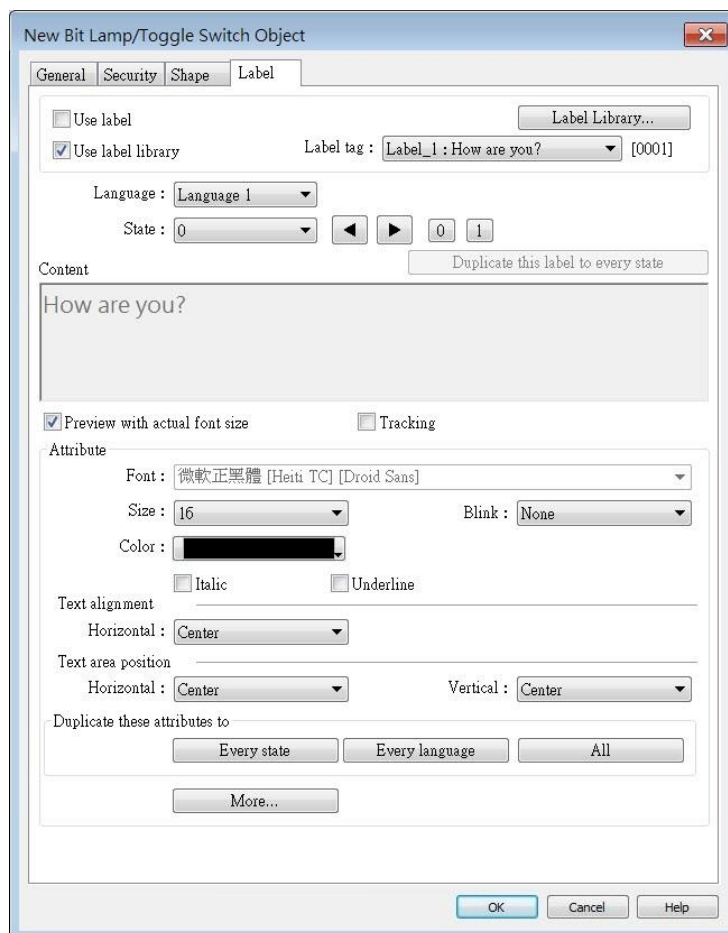 New Bit Lamp/Toggle Switch Object
General Security Shape Label
Use label
Label Library...
Use label library
Label tag : Label_1 : How are you? [0001]
Language : Language 1
State : 0 0 1
Duplicate this label to every state
Content
How are you?
Preview with actual font size Tracking
Attribute
Font : 微軟正黑體 [Heiti TC] [Droid Sans]
Size : 16 Blink : None
Color :
Italic Underline
Text alignment
Horizontal : Center
Text area position
Horizontal : Center Vertical : Center
Duplicate these attributes to
Every state Every language All
More...
OK Cancel Help